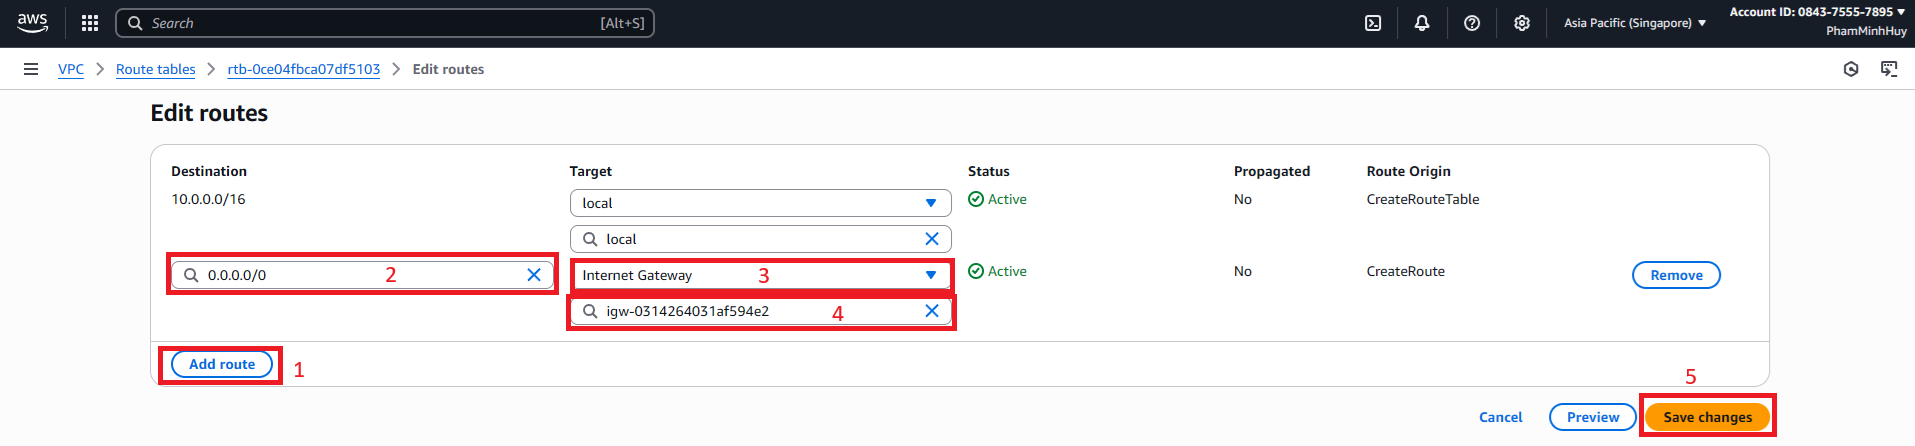 aws Search [Alt+S] Asia Pacific (Singapore) Account ID: 0843-7555-7895
PhamMinhHuy
VPC Route tables rtb-0ce04fbca07df5103 Edit routes
Edit routes
Destination Target Status Propagated Route Origin
10.0.0.0/16 local Active No CreateRouteTable
local
0.0.0.0/0 2 Internet Gateway 3 Active No CreateRoute Remove
igw-0314264031af594e2 4
Add route 1
5
Cancel Preview Save changes